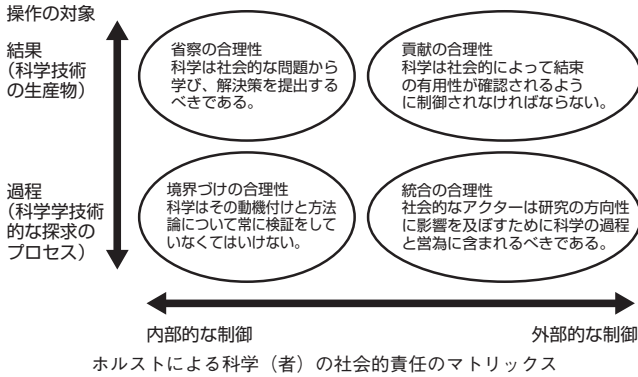 操作の対象
結果
(科学技術
の生産物)
省察の合理性
科学は社会的な問題から
学び、解決策を提出する
べきである。
貢献の合理性
科学は社会的によって結束
の有用性が確認されるよう
に制御されなければならない。
過程
(科学学技術
的な探求の
プロセス)
境界づけの合理性
科学はその動機付けと方法
論について常に検証をして
いなくてはいけない。
統合の合理性
社会的なアクターは研究の方向性
に影響を及ぼすために科学の過程
と営為に含まれるべきである。
内部的な制御
外部的な制御
ホルストによる科学(者)の社会的責任のマトリックス